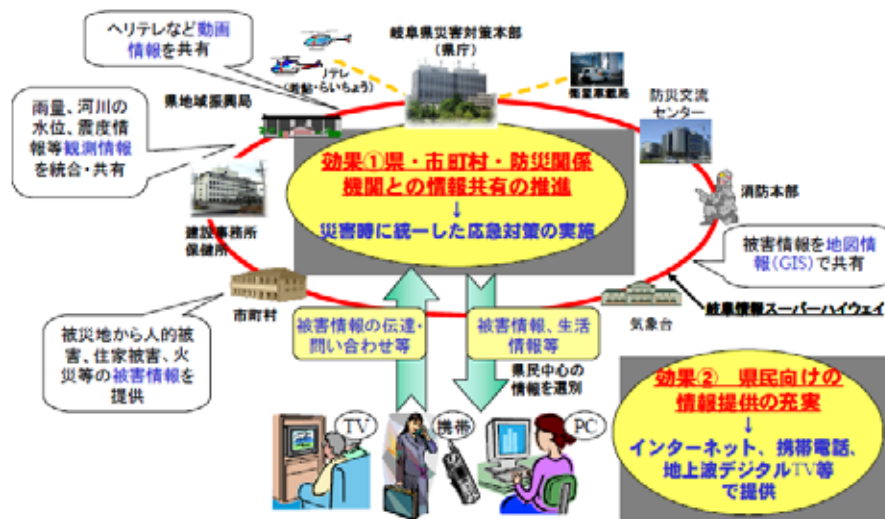 ヘリテレなど動画
情報を共有
岐阜県災害対策本部
(県庁)
リテレ
(若鮎・らいちょう)
衛星車載局
県地域振興局
防災交流
センター
雨量、河川の
水位、震度情
報等観測情報
を統合・共有
効果①県・市町村・防災関係
機関との情報共有の推進
↓
災害時に統一した応急対策の実施
消防本部
建設事務所
保健所
被害情報を地図情
報(GIS)で共有
市町村
気象台
岐阜情報スーパーハイウェイ
被災地から人的被
害、住家被害、火
災等の被害情報を
提供
被害情報の伝達・
問い合わせ等
被害情報、生活
情報等
県民中心の
情報を選別
効果② 県民向けの
情報提供の充実
↓
インターネット、携帯電話、
地上波デジタルTV等
で提供
TV
携帯
PC